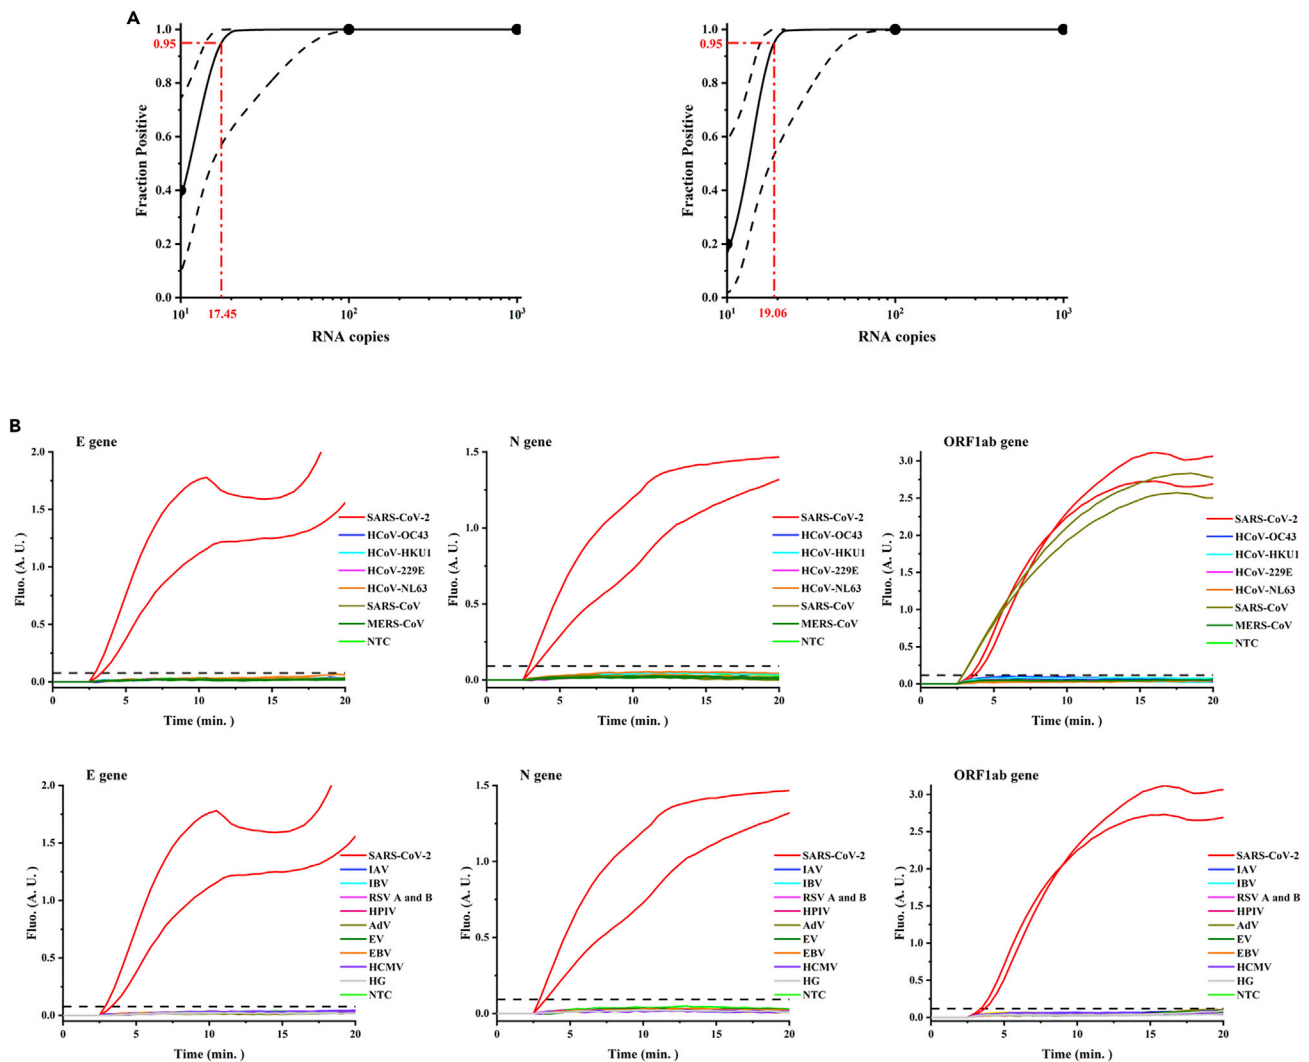 A
1.0
0.95
0.8
0.6
0.4
0.2
0.0
Fraction Positive
10¹
17.45
10²
10³
RNA copies
1.0
0.95
0.8
0.6
0.4
0.2
0.0
Fraction Positive
10¹
19.06
10²
10³
RNA copies
B
E gene
2.0
1.5
1.0
0.5
0.0
Fluo. (A. U. )
0
5
10
15
20
Time (min. )
SARS-CoV-2
HCoV-OC43
HCoV-HKU1
HCoV-229E
HCoV-NL63
SARS-CoV
MERS-CoV
NTC
N gene
1.5
1.0
0.5
0.0
Fluo. (A. U. )
0
5
10
15
20
Time (min. )
SARS-CoV-2
HCoV-OC43
HCoV-HKU1
HCoV-229E
HCoV-NL63
SARS-CoV
MERS-CoV
NTC
ORF1ab gene
3.0
2.5
2.0
1.5
1.0
0.5
0.0
Fluo. (A. U. )
0
5
10
15
20
Time (min. )
SARS-CoV-2
HCoV-OC43
HCoV-HKU1
HCoV-229E
HCoV-NL63
SARS-CoV
MERS-CoV
NTC
E gene
2.0
1.5
1.0
0.5
0.0
Fluo. (A. U. )
0
5
10
15
20
Time (min. )
SARS-CoV-2
IAV
IBV
RSV A and B
HPIV
AdV
EV
EBV
HCMV
HG
NTC
N gene
1.5
1.0
0.5
0.0
Fluo. (A. U. )
0
5
10
15
20
Time (min. )
SARS-CoV-2
IAV
IBV
RSV A and B
HPIV
AdV
EV
EBV
HCMV
HG
NTC
ORF1ab gene
3.0
2.5
2.0
1.5
1.0
0.5
0.0
Fluo. (A. U. )
0
5
10
15
20
Time (min. )
SARS-CoV-2
IAV
IBV
RSV A and B
HPIV
AdV
EV
EBV
HCMV
HG
NTC